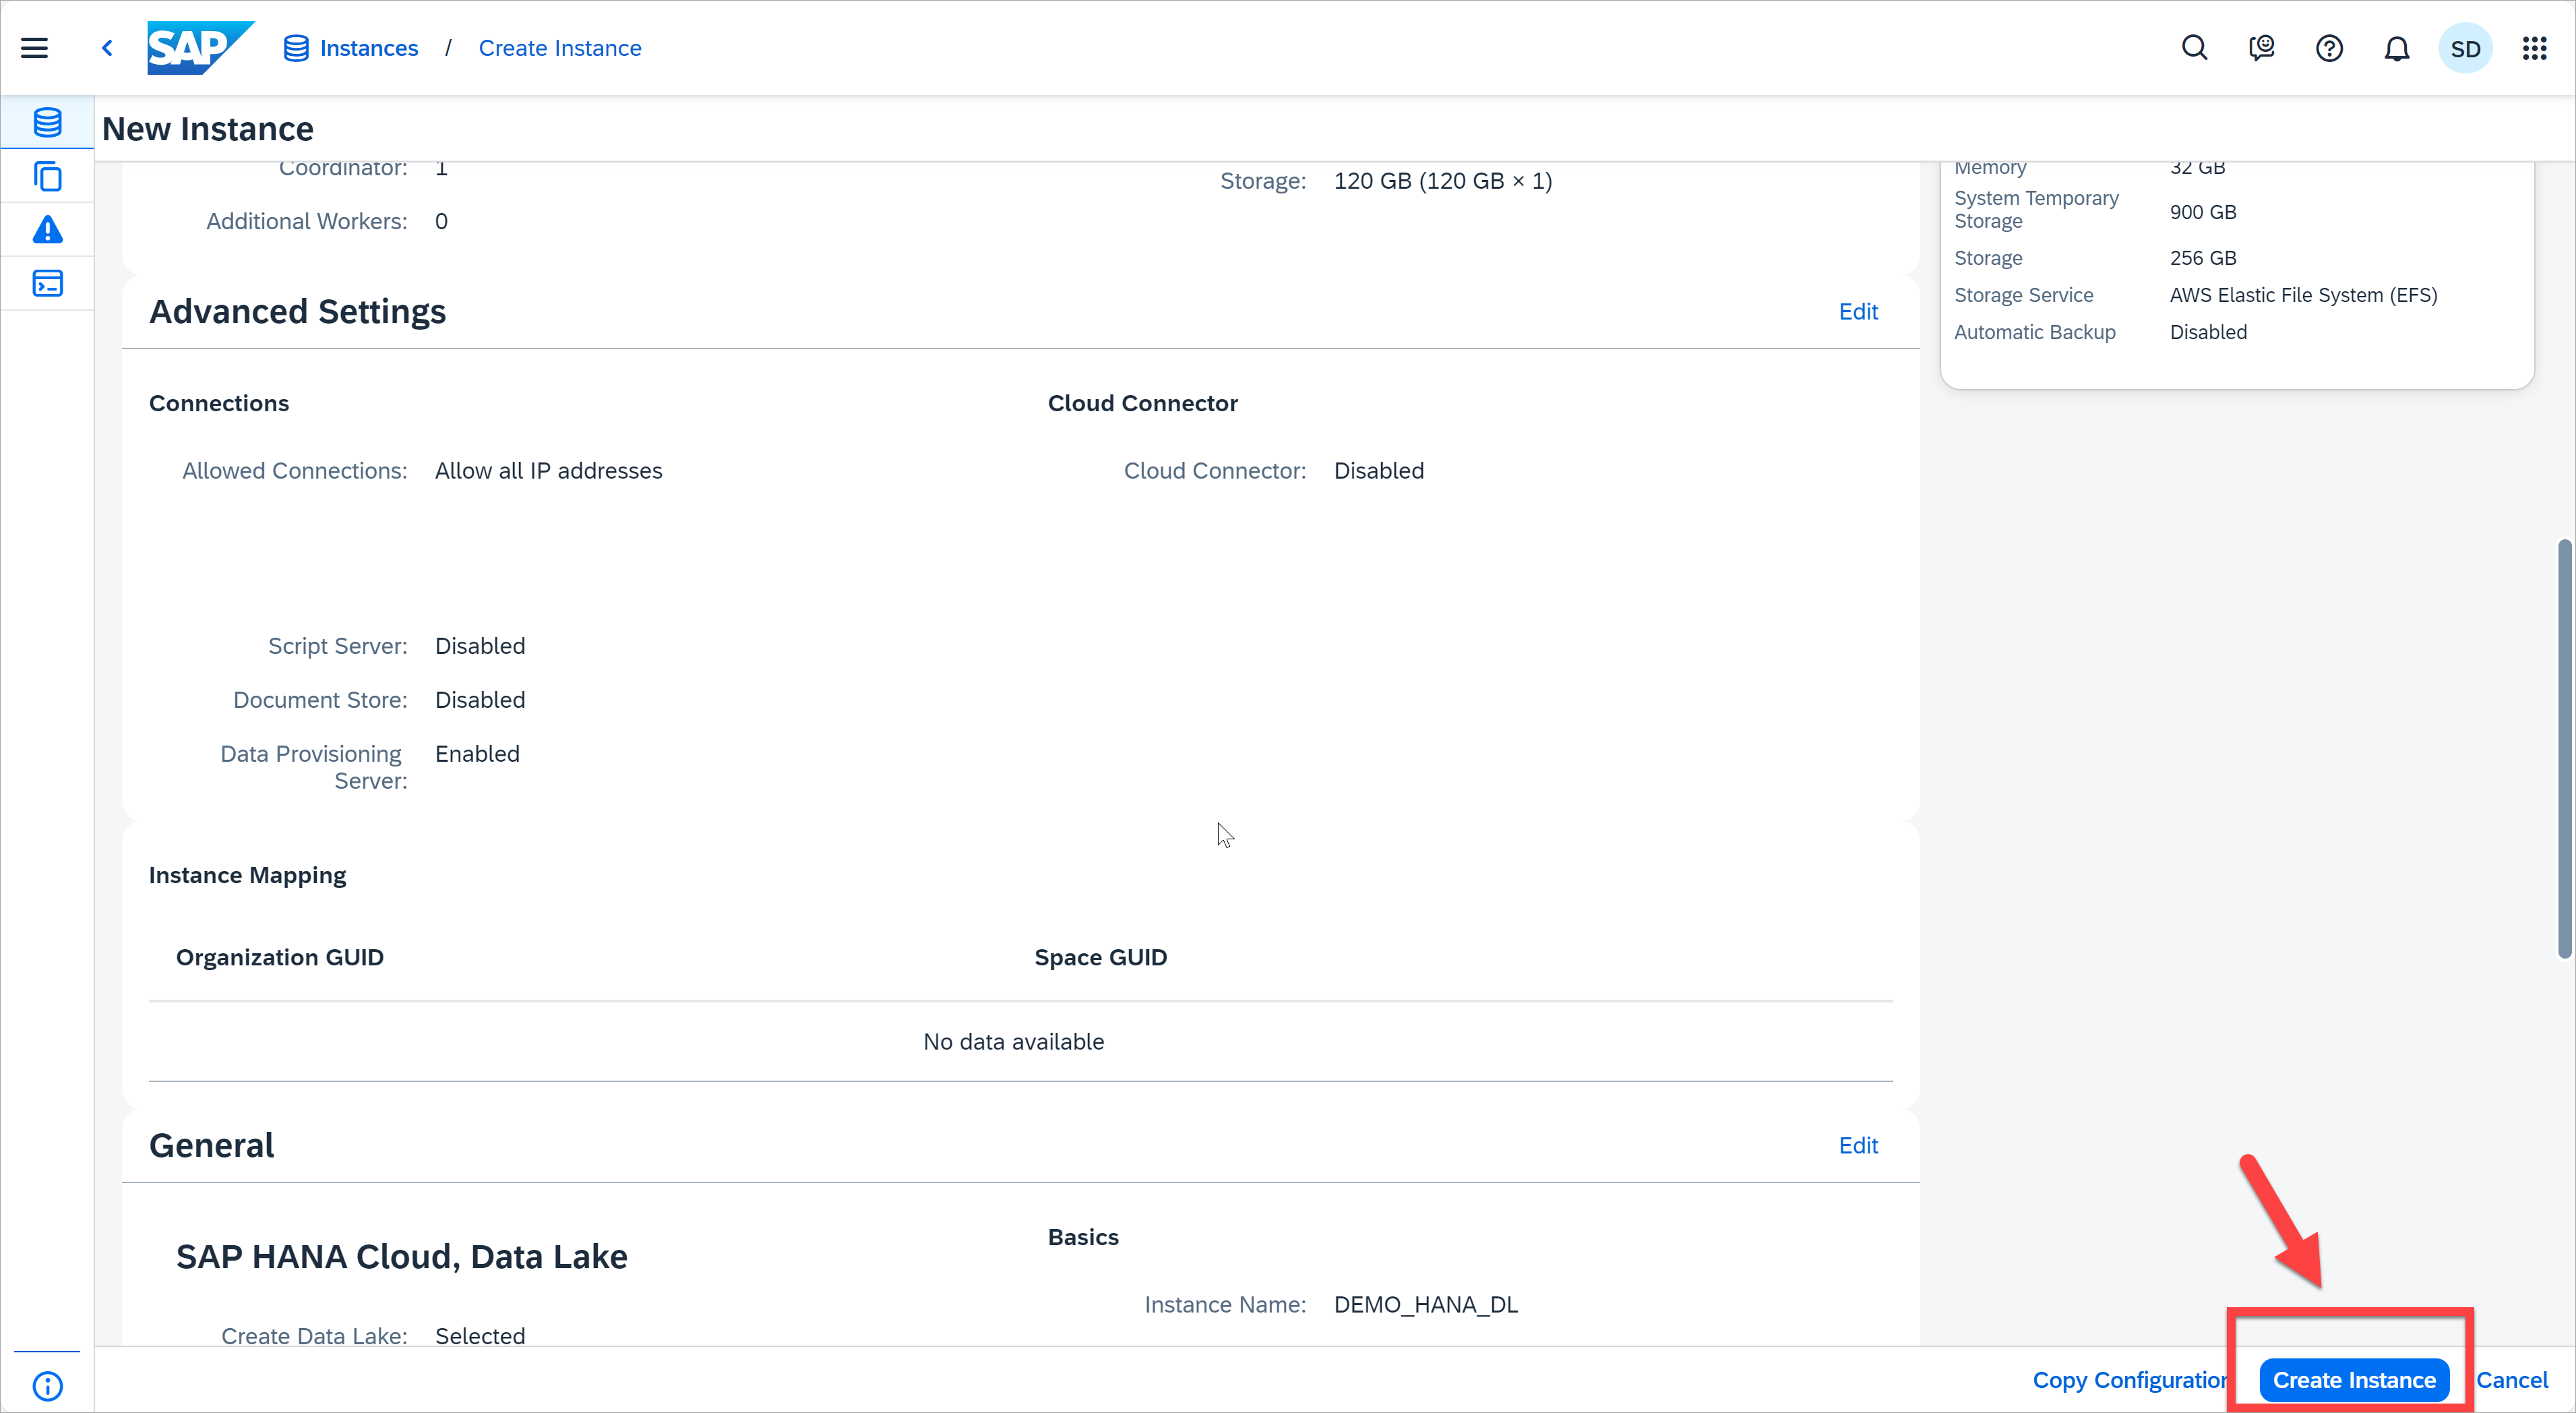 SAP
Instances / Create Instance
SD
New Instance
Coordinator: 1
Storage: 120 GB (120 GB × 1)
Additional Workers: 0
Memory 32 GB
System Temporary
Storage
900 GB
Storage 256 GB
Storage Service AWS Elastic File System (EFS)
Automatic Backup Disabled
Advanced Settings Edit
Connections
Cloud Connector
Allowed Connections: Allow all IP addresses
Cloud Connector: Disabled
Script Server: Disabled
Document Store: Disabled
Data Provisioning
Server:
Enabled
Instance Mapping
Organization GUID Space GUID
No data available
General Edit
SAP HANA Cloud, Data Lake
Create Data Lake: Selected
Basics
Instance Name: DEMO_HANA_DL
Copy Configuration Create Instance Cancel